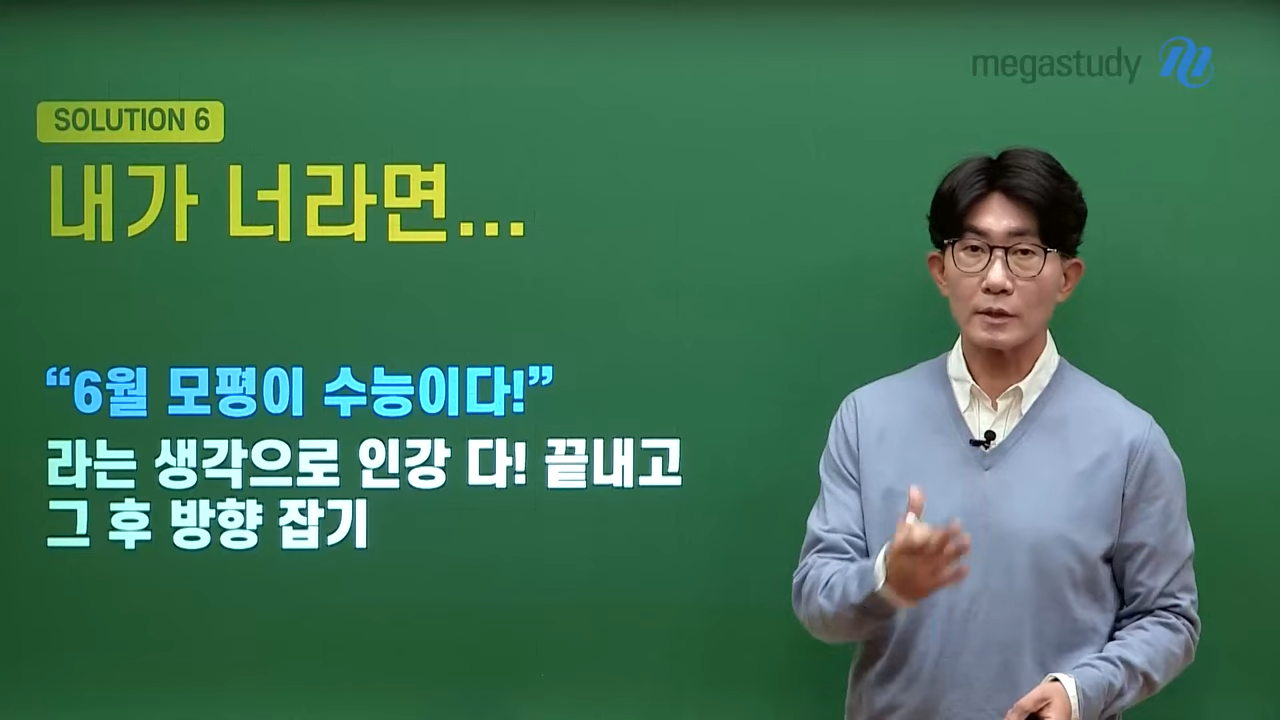 megastudy
SOLUTION 6
내가 너라면...
“6월 모평이 수능이다!”
라는 생각으로 인강 다! 끝내고
그 후 방향 잡기